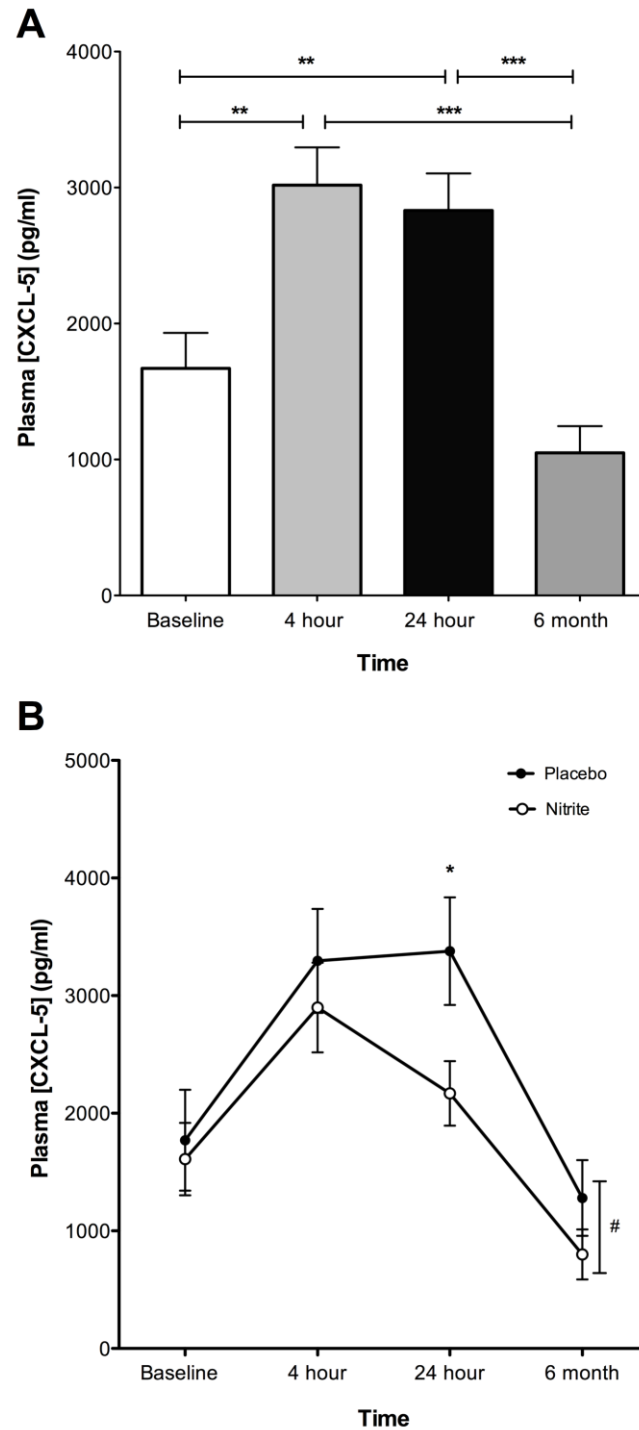 A
Plasma [CXCL-5] (pg/ml)
4000
3000
2000
1000
0
**
***
**
***
Baseline
4 hour
24 hour
6 month
Time
B
Plasma [CXCL-5] (pg/ml)
5000
4000
3000
2000
1000
0
Placebo
Nitrite
*
#
Baseline
4 hour
24 hour
6 month
Time